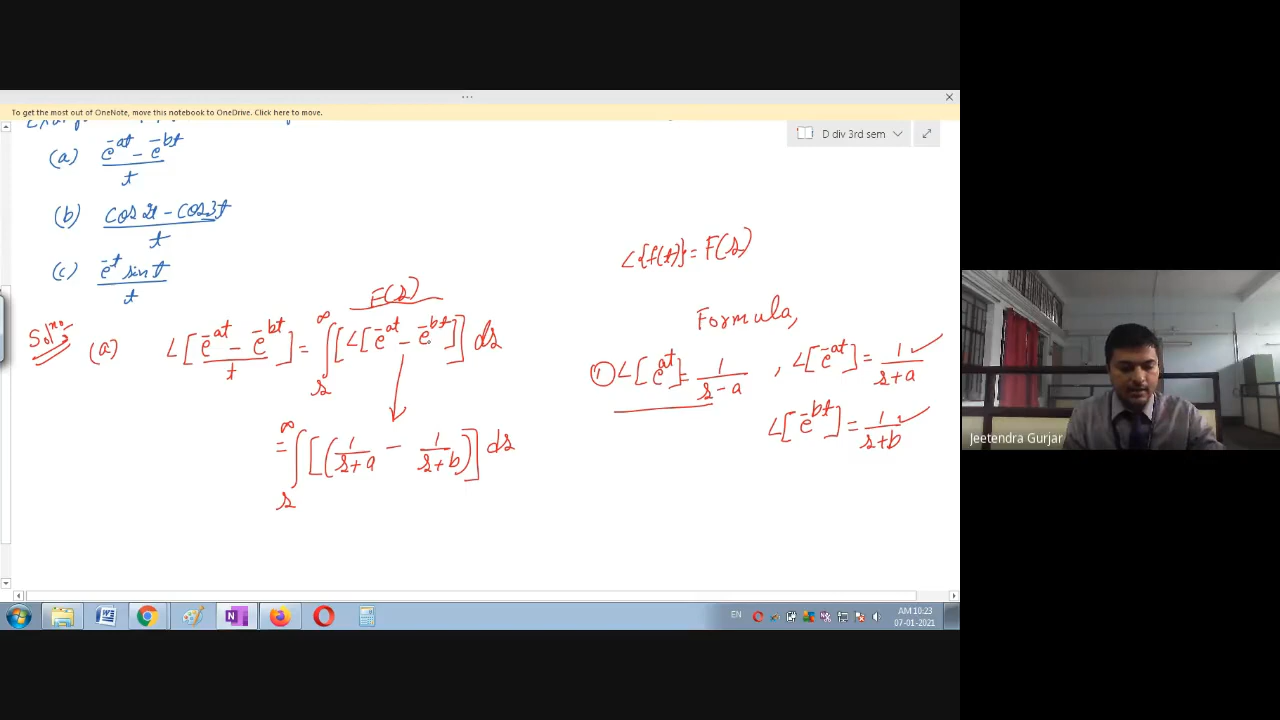 To get the most out of OneNote, move this notebook to OneDrive. Click here to move.
D div 3rd sem
(a) (e^-at - e^-bt)/t
(b) (cos 2t - cos 3t)/t
(c) (e^-t sin t)/t
L{f(t)} = F(s)
F(s)
Formula,
Sol^no:
(a) L[(e^-at - e^-bt)/t] = ∫_s^∞ [L[e^-at - e^-bt]] ds
① L[e^at] = 1/(s-a) , L[e^-at] = 1/(s+a) ✓
L[e^-bt] = 1/(s+b) ✓
= ∫_s^∞ [(1/(s+a) - 1/(s+b))] ds
Jeetendra Gurjar
EN
AM 10:23
07-01-2021